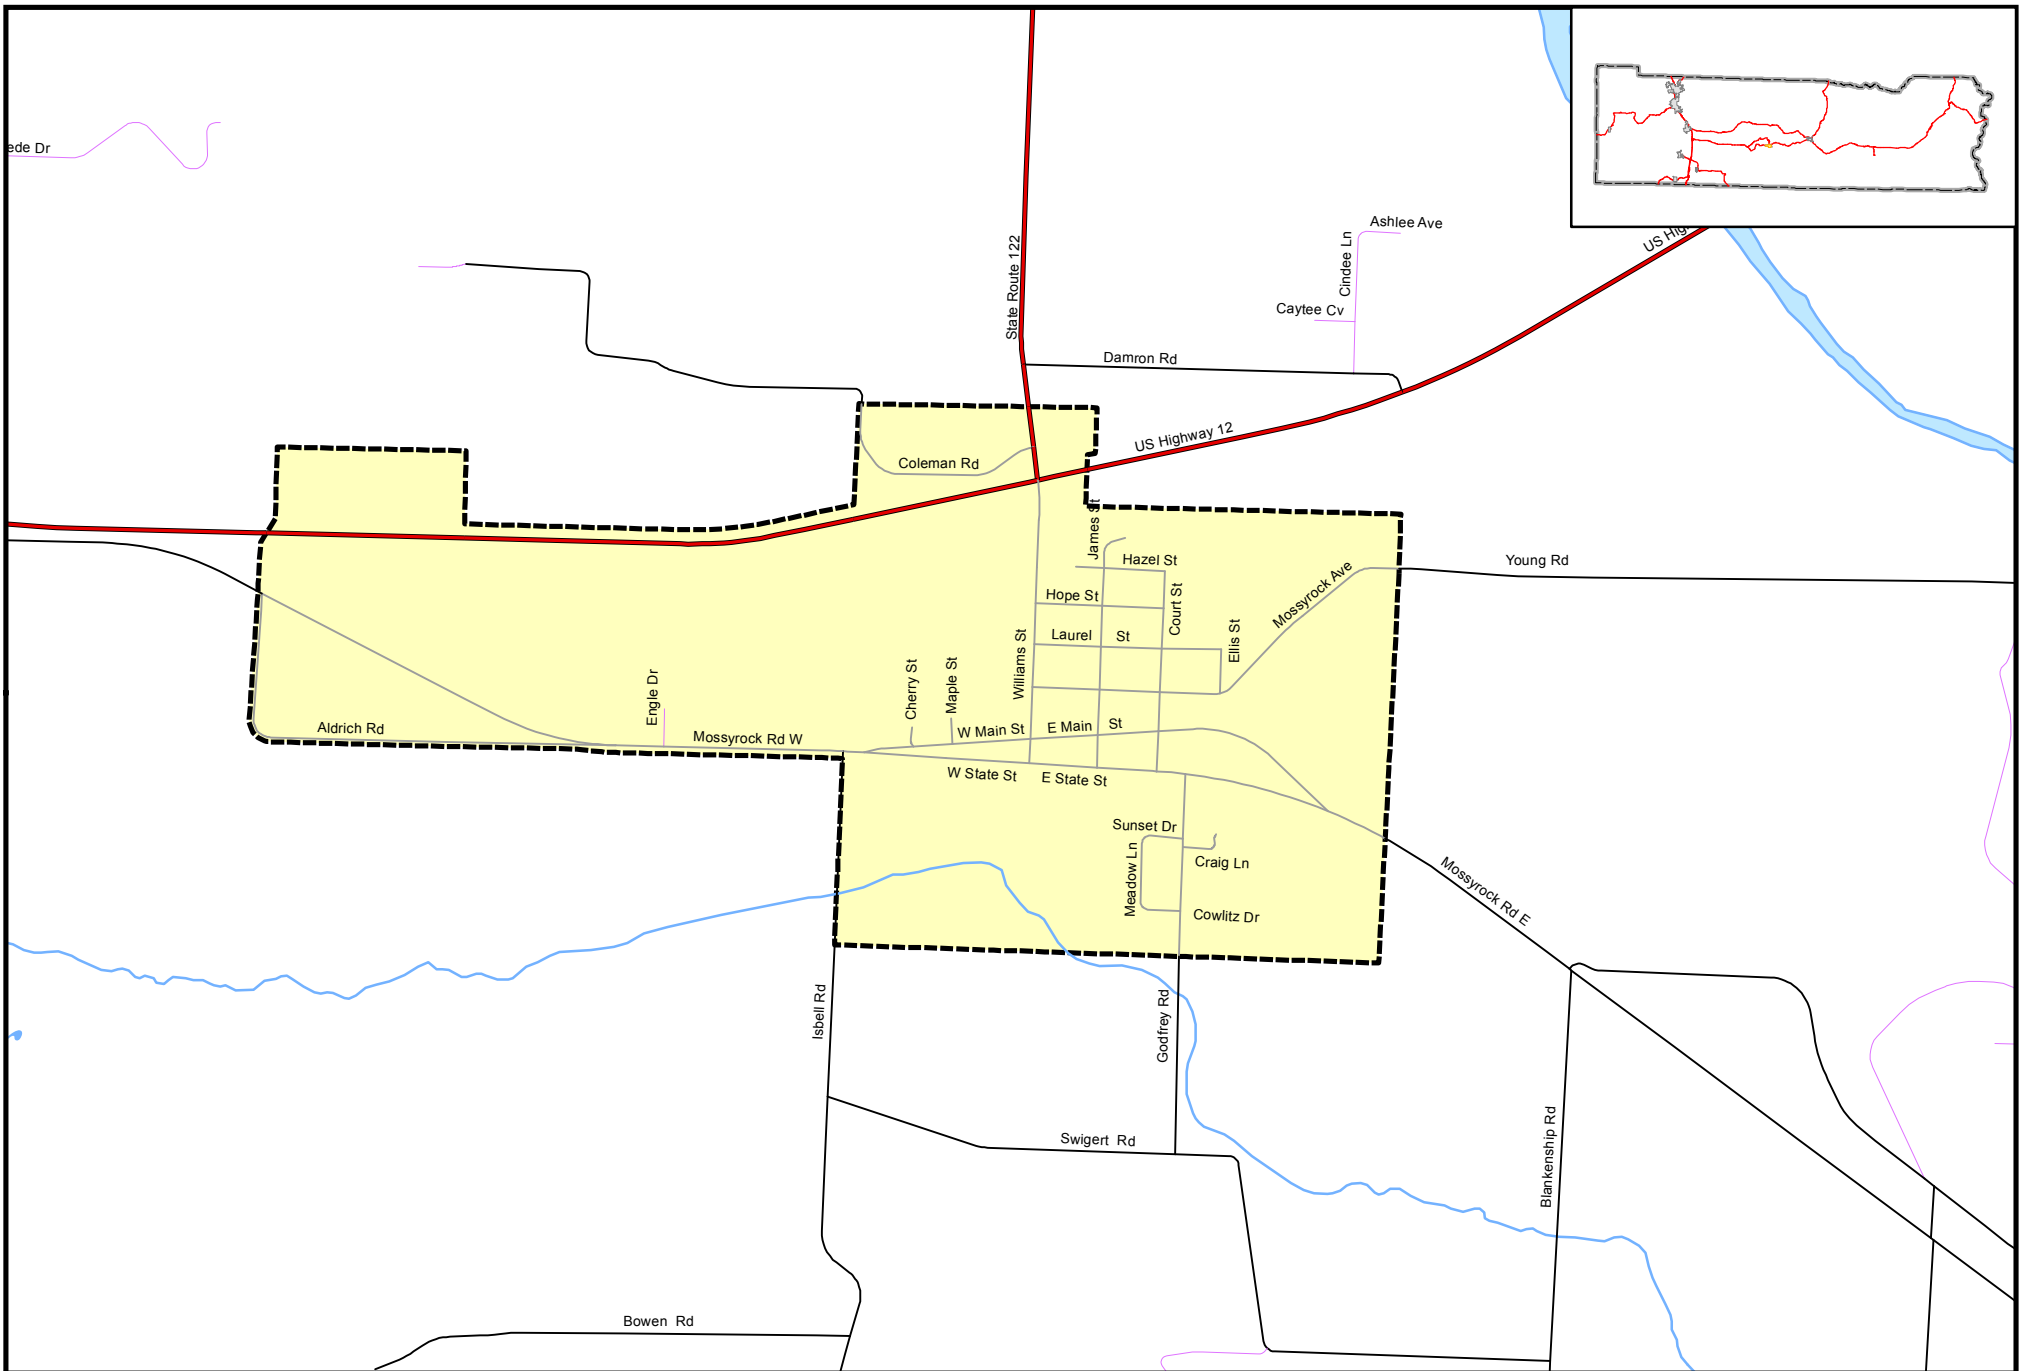 ede Dr
State Route 122
Ashlee Ave
Cindee Ln
Caytee Cv
US Hig
Damron Rd
US Highway 12
Coleman Rd
James St
Hazel St
Young Rd
Mossyrock Ave
Hope St
Court St
Laurel St
Ellis St
Williams St
Cherry St
Maple St
Engle Dr
Aldrich Rd
Mossyrock Rd W
W Main St
E Main St
W State St
E State St
Sunset Dr
Meadow Ln
Craig Ln
Cowlitz Dr
Mossyrock Rd E
Isbell Rd
Godfrey Rd
Swigert Rd
Blankenship Rd
Bowen Rd